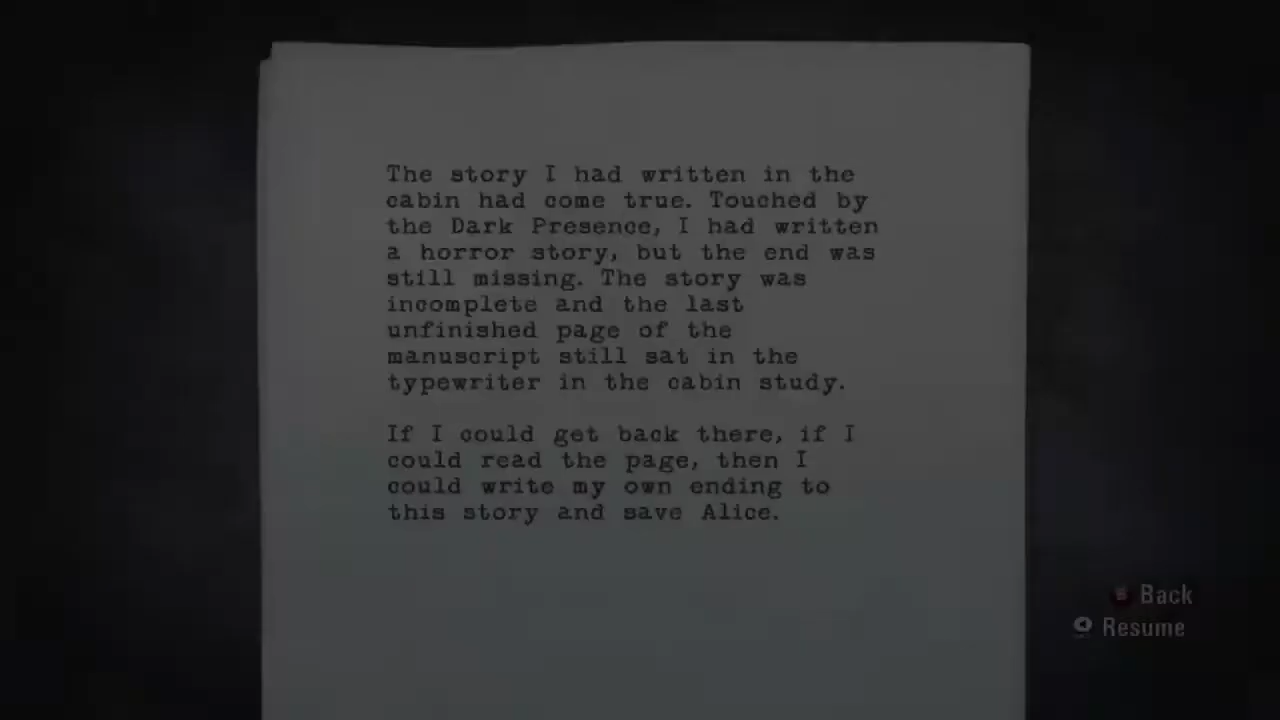 The story I had written in the
cabin had come true. Touched by
the Dark Presence, I had written
a horror story, but the end was
still missing. The story was
incomplete and the last
unfinished page of the
manuscript still sat in the
typewriter in the cabin study.
If I could get back there, if I
could read the page, then I
could write my own ending to
this story and save Alice.
Back
Resume